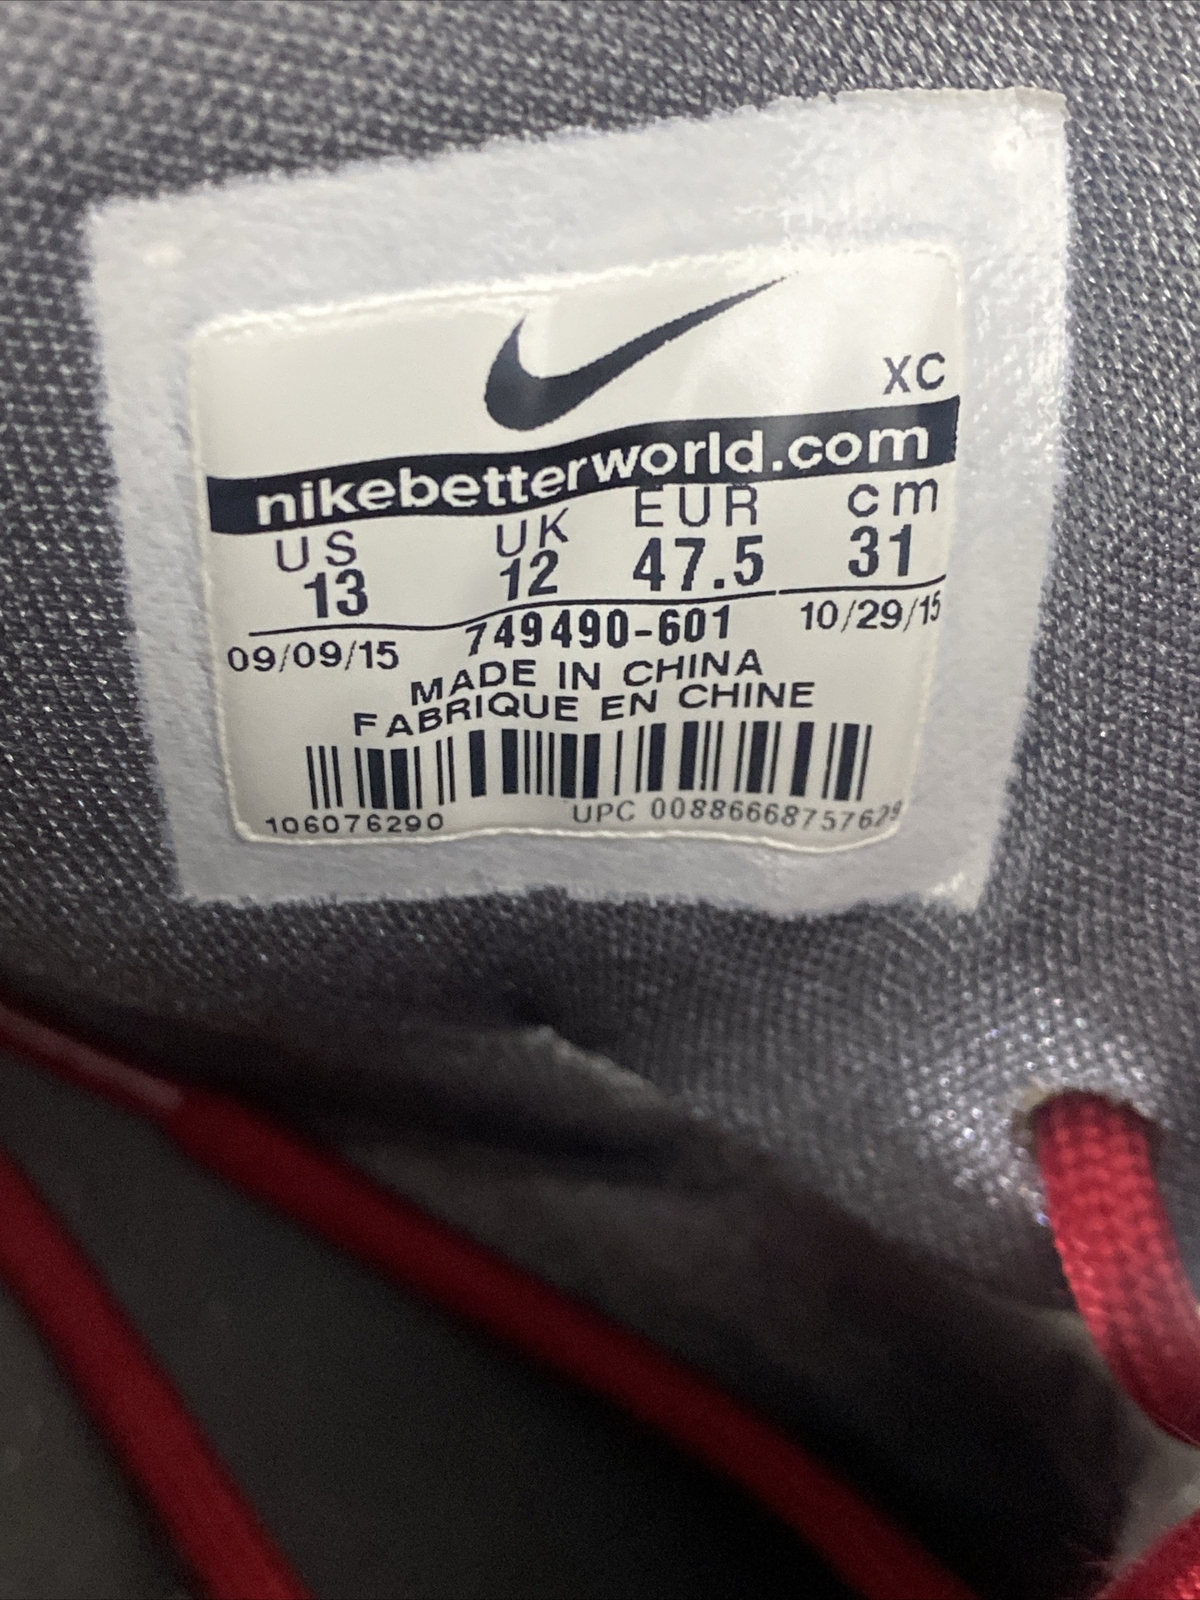 XC
nikebetterworld.com
US UK EUR cm
13 12 47.5 31
09/09/15 749490-601 10/29/15
MADE IN CHINA
FABRIQUE EN CHINE
106076290 UPC 00886668757629